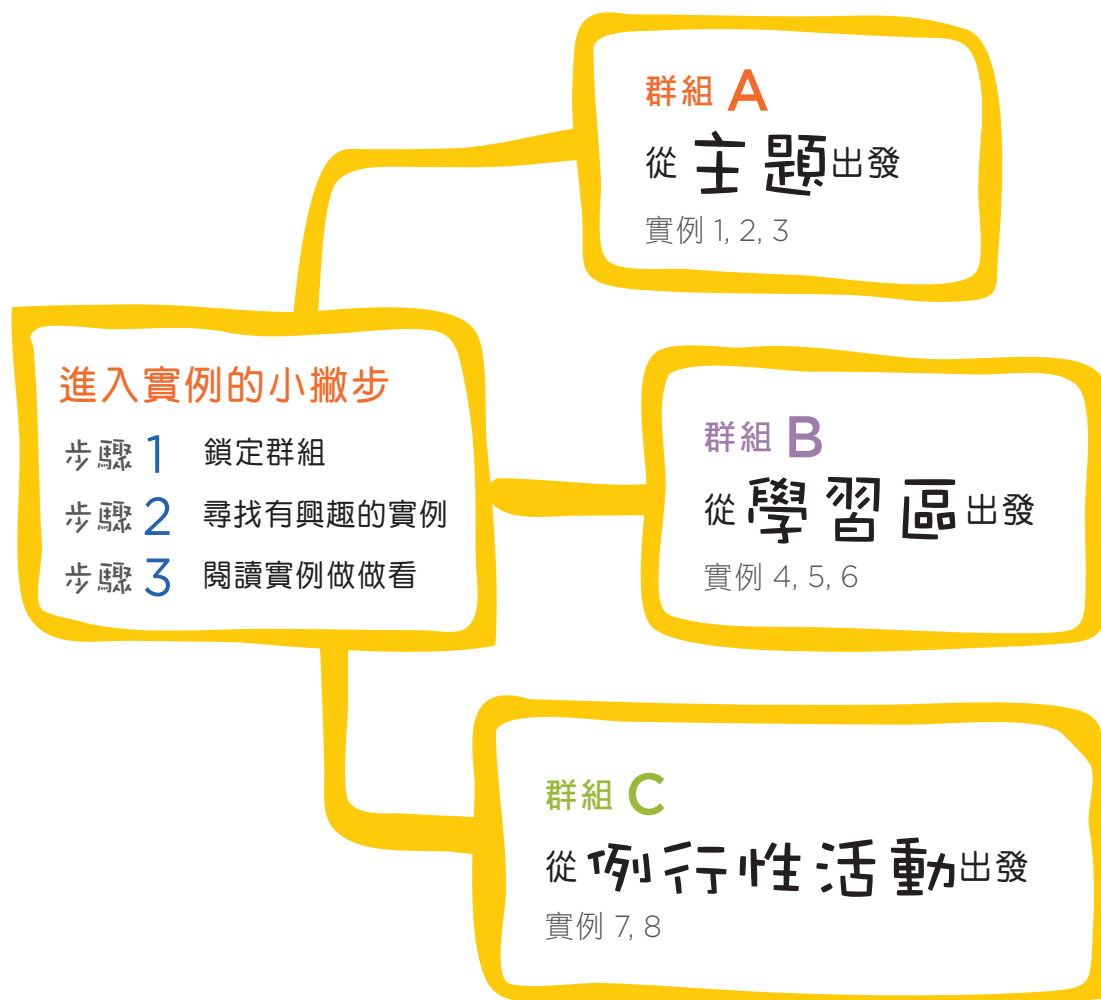 群組 A
從 主題出發
實例 1, 2, 3
進入實例的小撇步
步驟 1 鎖定群組
步驟 2 尋找有興趣的實例
步驟 3 閱讀實例做做看
群組 B
從 學習區出發
實例 4, 5, 6
群組 C
從 例行性活動出發
實例 7, 8